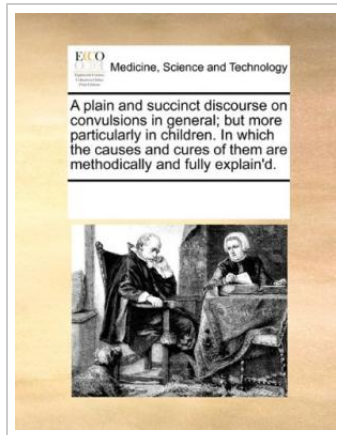 ECCO
Medicine, Science and Technology
A plain and succinct discourse on
convulsions in general; but more
particularly in children. In which
the causes and cures of them are
methodically and fully explain'd.